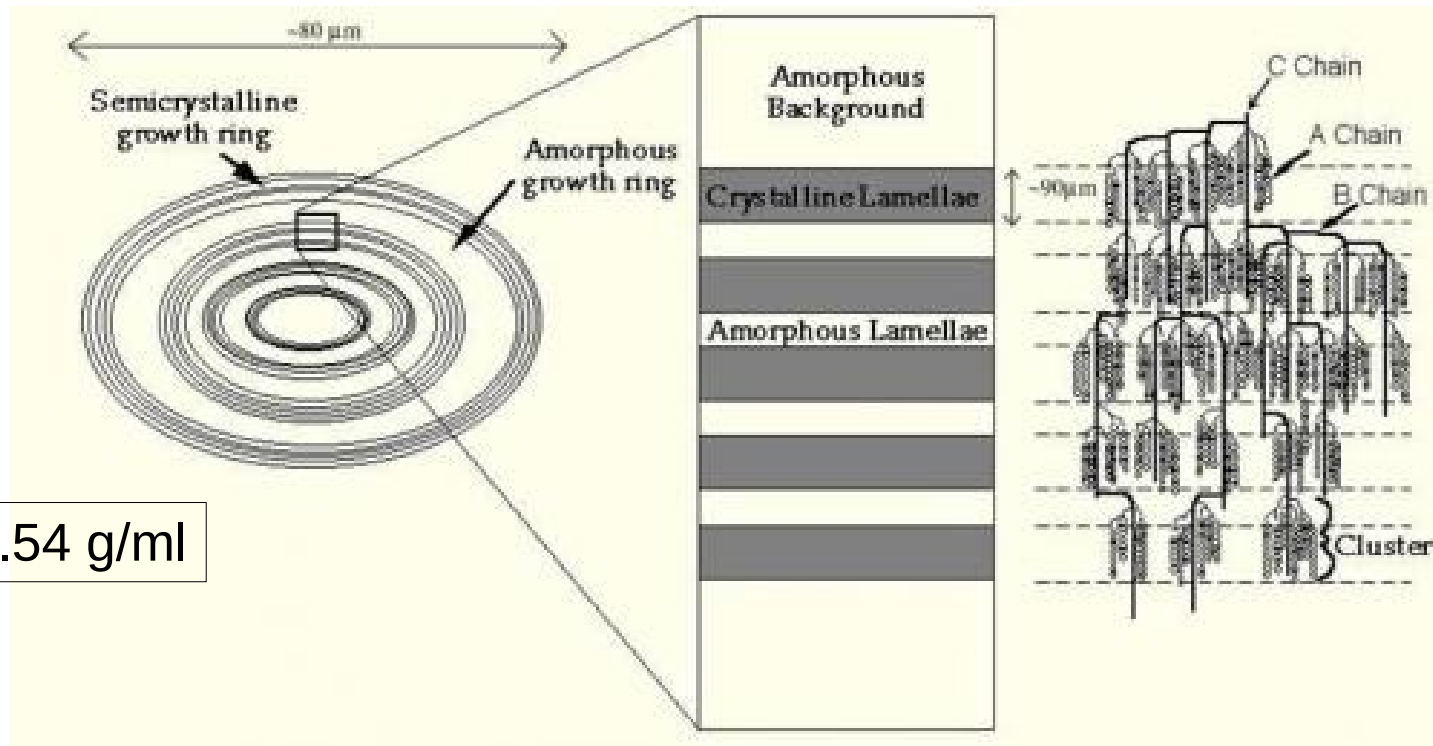 ~80 µm
Semicrystalline
growth ring
Amorphous
growth ring
.54 g/ml
Amorphous
Background
Crystalline Lamellae
Amorphous Lamellae
~90µm
C Chain
A Chain
B Chain
Cluster